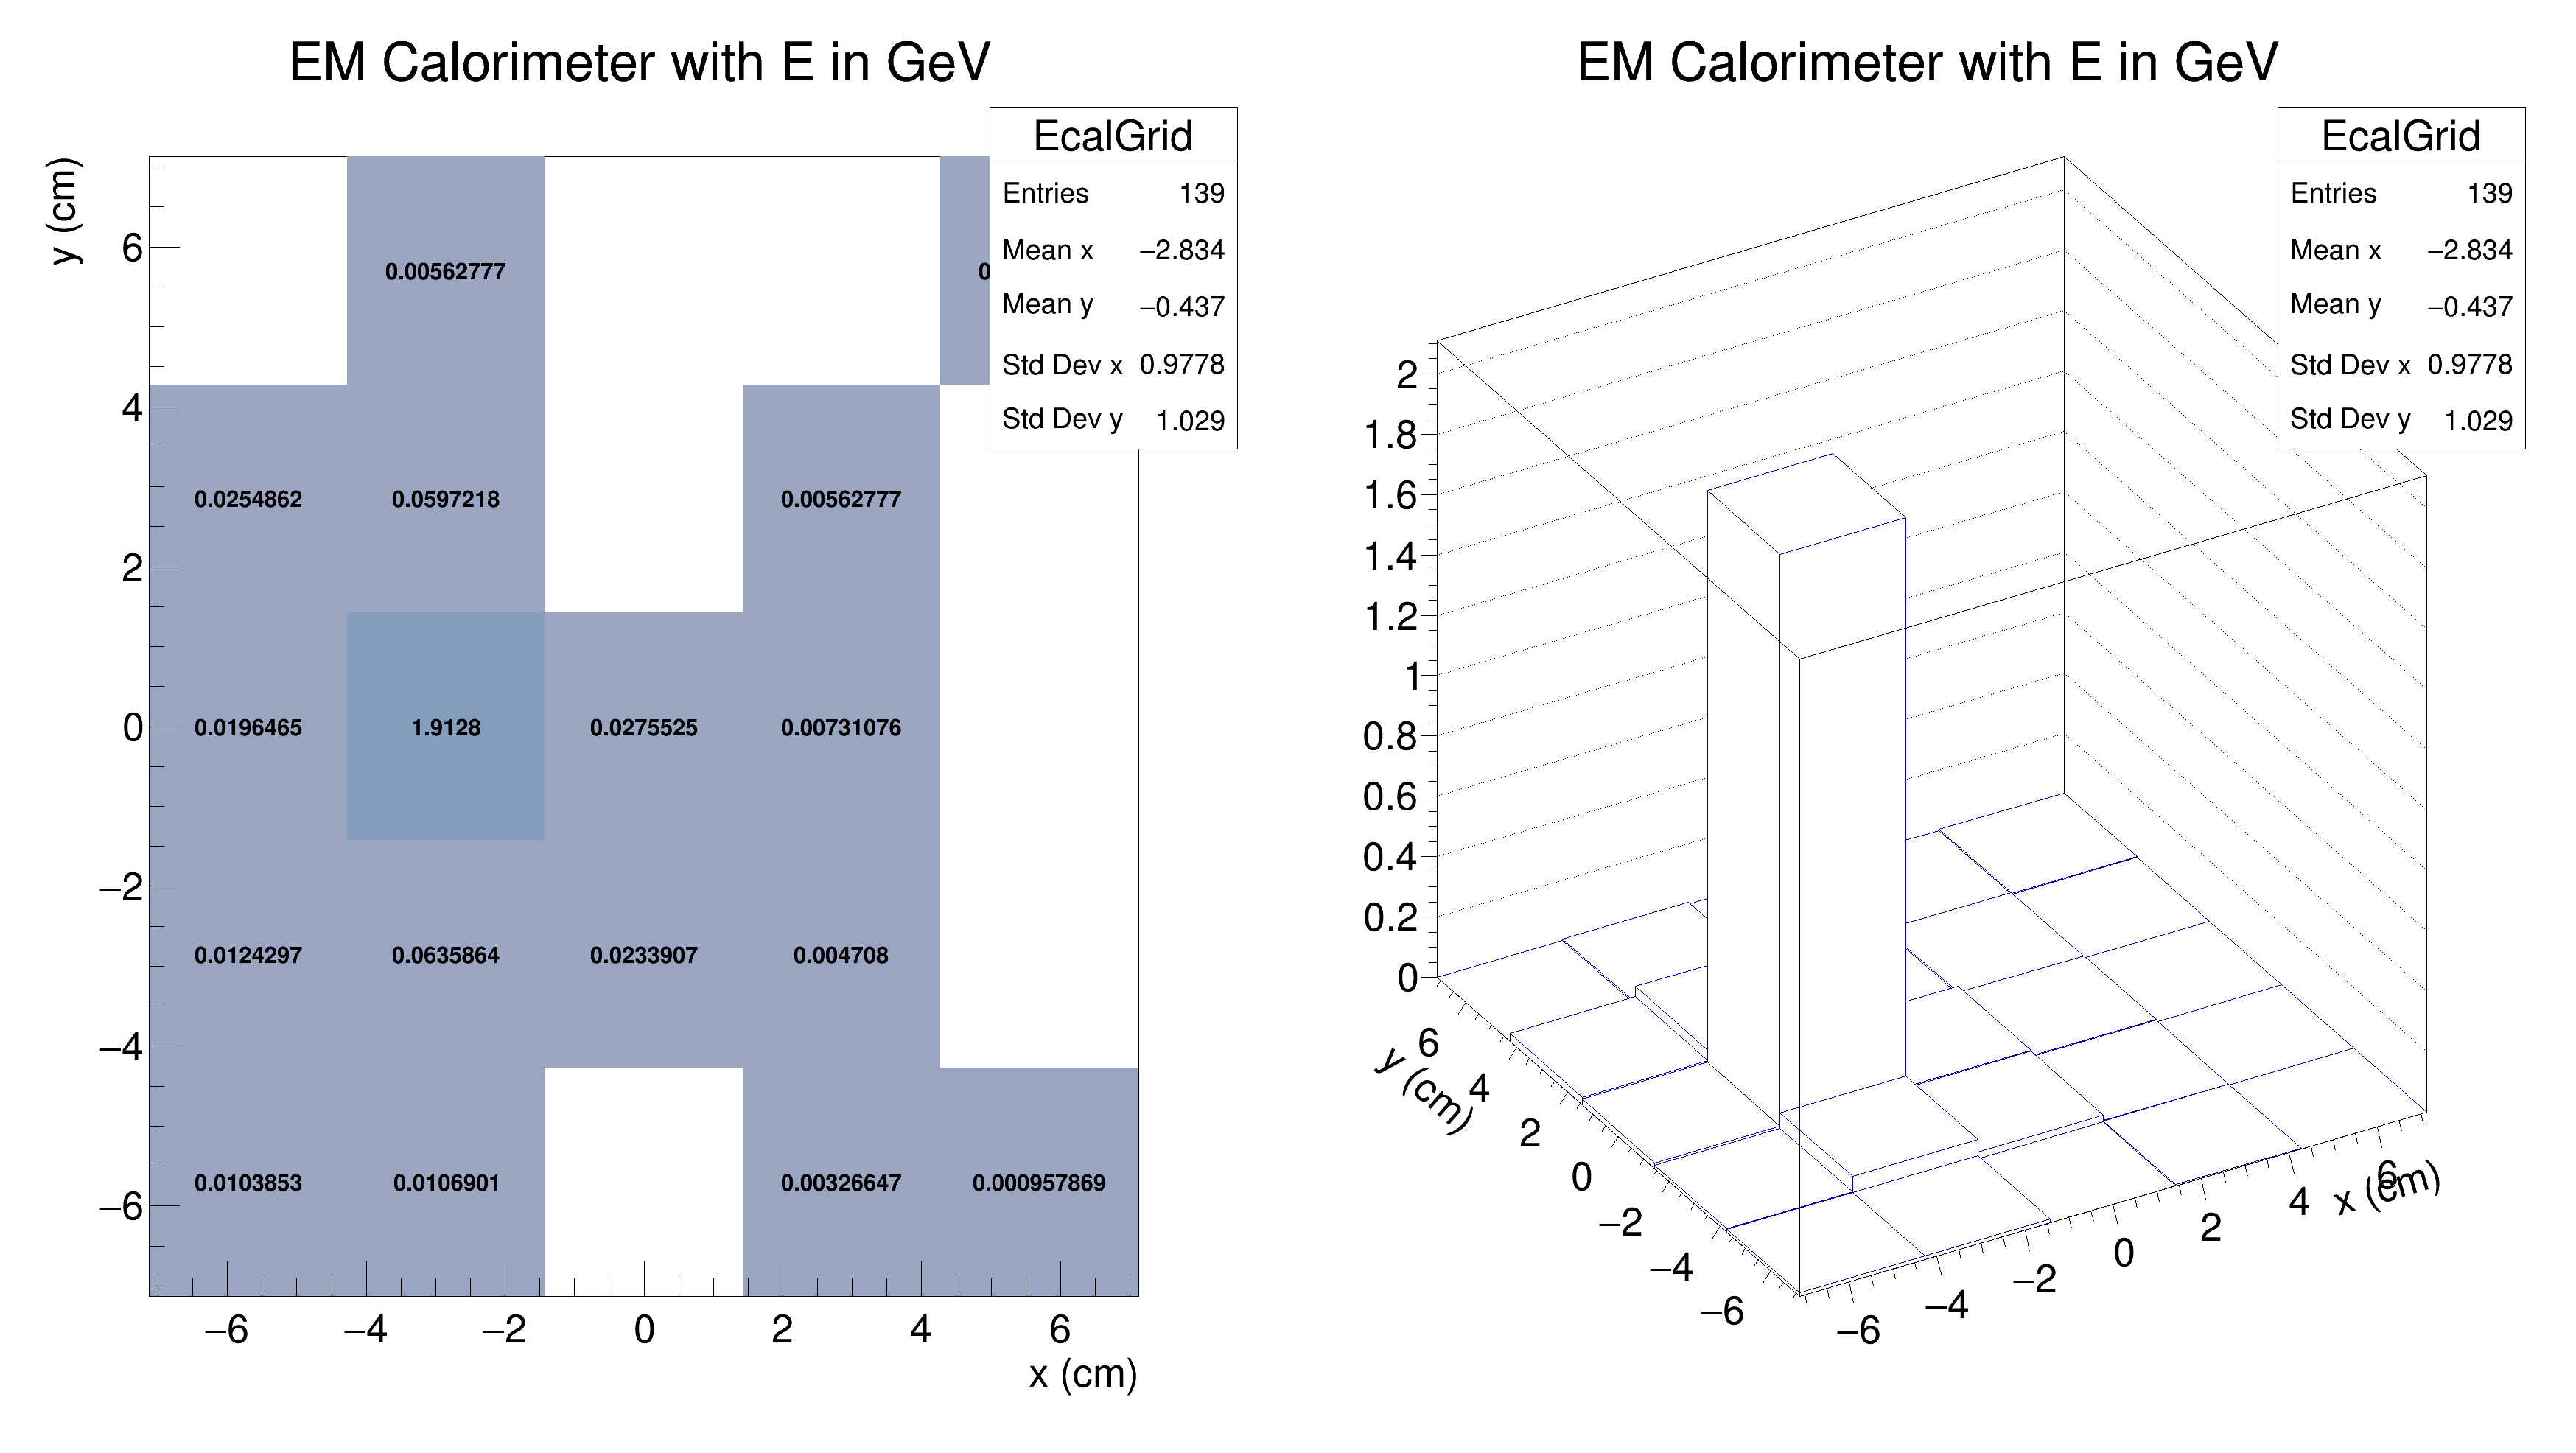 EM Calorimeter with E in GeV
EcalGrid
Entries 139
Mean x −2.834
Mean y −0.437
Std Dev x 0.9778
Std Dev y 1.029
y (cm)
6
4
2
0
−2
−4
−6
0.00562777
0.0254862 0.0597218 0.00562777
0.0196465 1.9128 0.0275525 0.00731076
0.0124297 0.0635864 0.0233907 0.004708
0.0103853 0.0106901 0.00326647 0.000957869
−6 −4 −2 0 2 4 6
x (cm)
EM Calorimeter with E in GeV
EcalGrid
Entries 139
Mean x −2.834
Mean y −0.437
Std Dev x 0.9778
Std Dev y 1.029
2
1.8
1.6
1.4
1.2
1
0.8
0.6
0.4
0.2
0
y (cm)
6
4
2
0
−2
−4
−6
−6 −4 −2 0 2 4 6
x (cm)